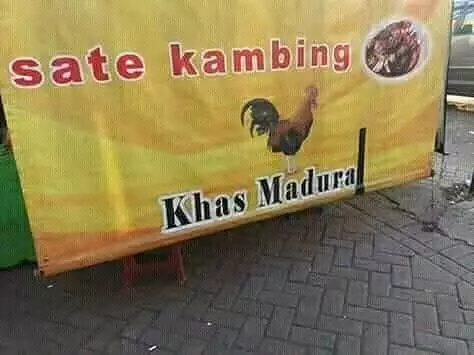 sate kambing
Khas Madura